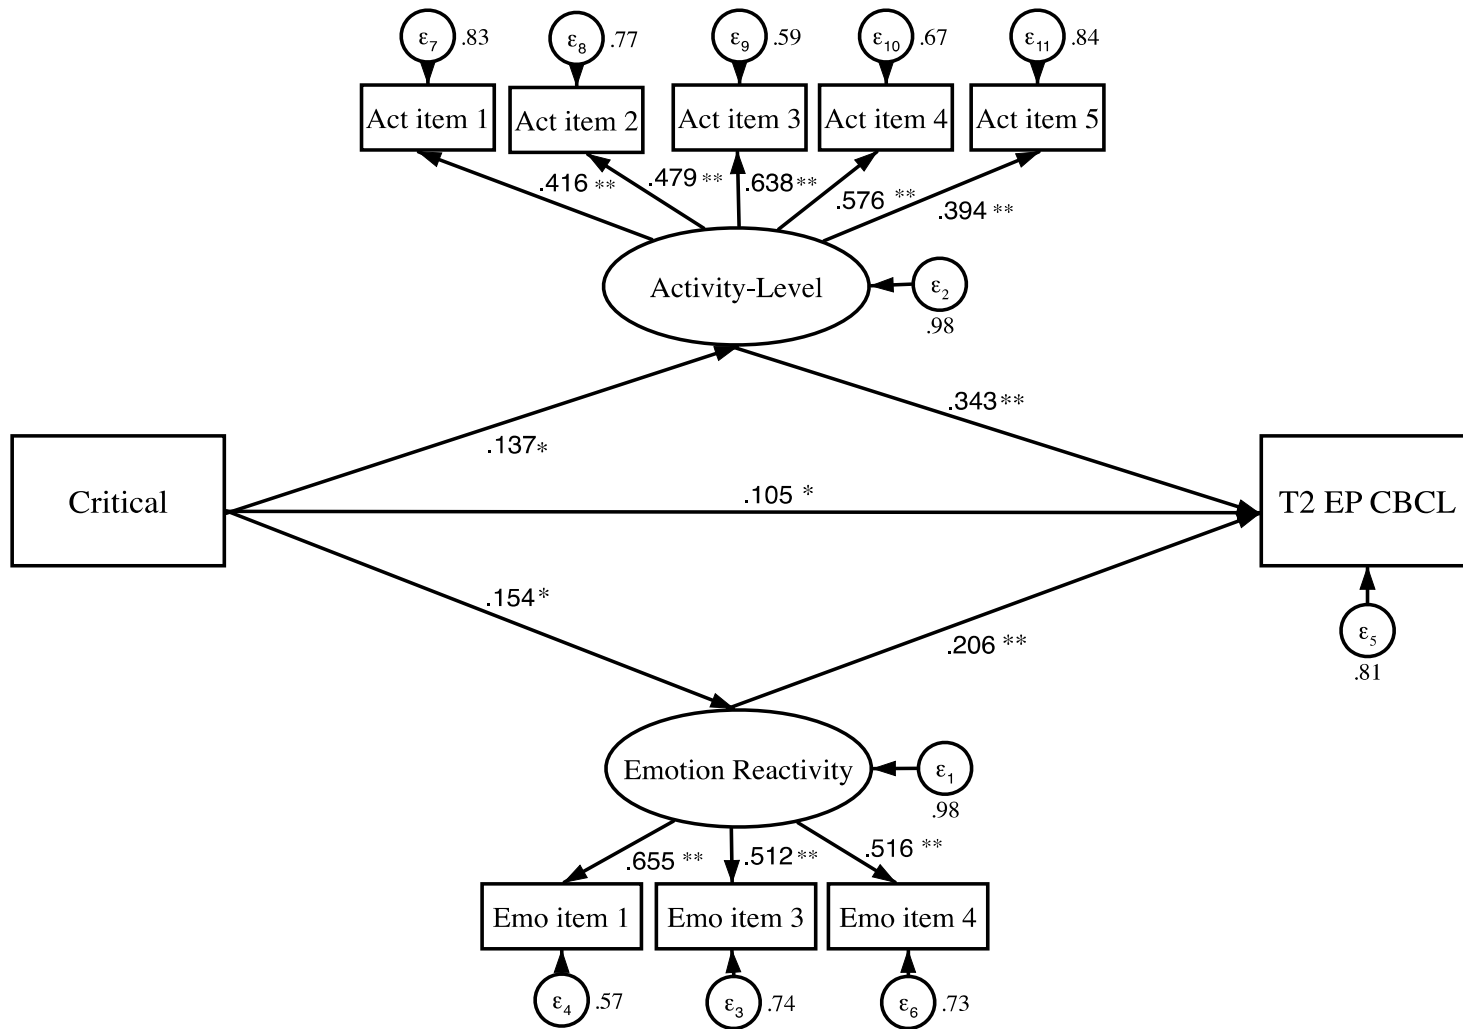 ε7 .83
ε8 .77
ε9 .59
ε10 .67
ε11 .84
Act item 1
Act item 2
Act item 3
Act item 4
Act item 5
.416 **
.479 **
.638 **
.576 **
.394 **
Activity-Level
ε2
.98
.343 **
.137*
Critical
.105 *
T2 EP CBCL
.154 *
.206 **
ε5
.81
Emotion Reactivity
ε1
.98
.655 **
.512 **
.516 **
Emo item 1
Emo item 3
Emo item 4
ε4 .57
ε3 .74
ε6 .73